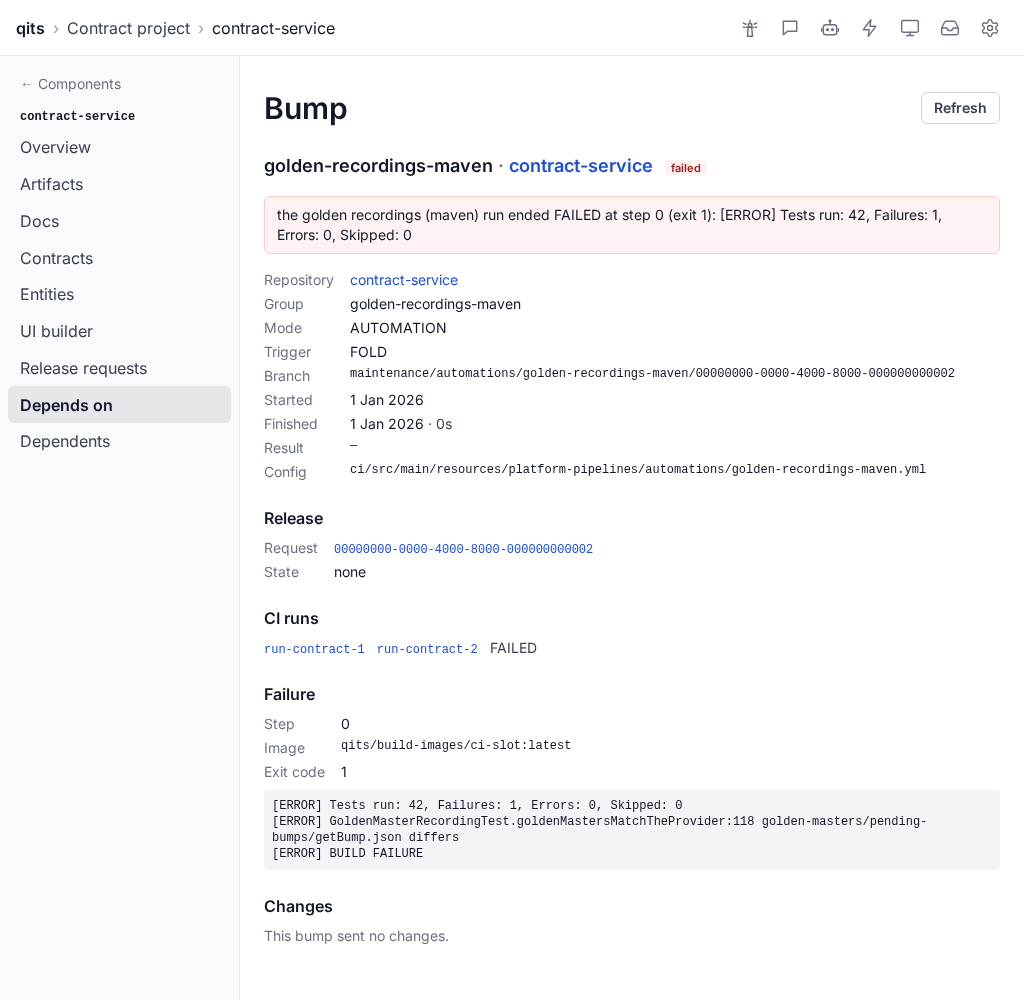 qits › Contract project › contract-service
← Components
contract-service
Overview
Artifacts
Docs
Contracts
Entities
UI builder
Release requests
Depends on
Dependents
Bump
Refresh
golden-recordings-maven · contract-service failed
the golden recordings (maven) run ended FAILED at step 0 (exit 1): [ERROR] Tests run: 42, Failures: 1,
Errors: 0, Skipped: 0
Repository contract-service
Group golden-recordings-maven
Mode AUTOMATION
Trigger FOLD
Branch maintenance/automations/golden-recordings-maven/00000000-0000-4000-8000-000000000002
Started 1 Jan 2026
Finished 1 Jan 2026 · 0s
Result –
Config ci/src/main/resources/platform-pipelines/automations/golden-recordings-maven.yml
Release
Request 00000000-0000-4000-8000-000000000002
State none
CI runs
run-contract-1 run-contract-2 FAILED
Failure
Step 0
Image qits/build-images/ci-slot:latest
Exit code 1
[ERROR] Tests run: 42, Failures: 1, Errors: 0, Skipped: 0
[ERROR] GoldenMasterRecordingTest.goldenMastersMatchTheProvider:118 golden-masters/pending-
bumps/getBump.json differs
[ERROR] BUILD FAILURE
Changes
This bump sent no changes.